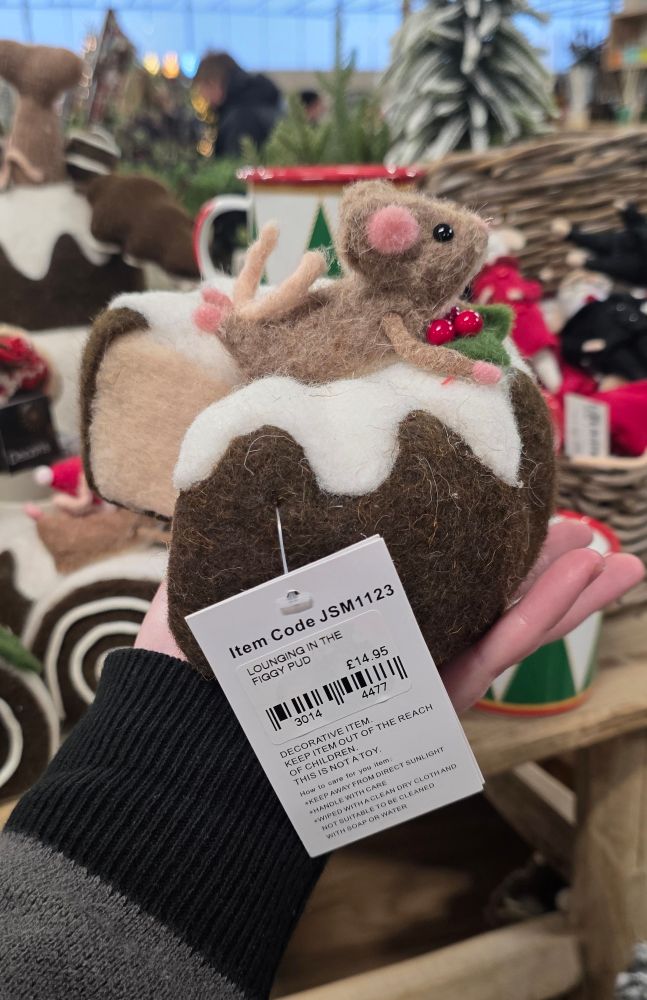 Item Code JSM1123
LOUNGING IN THE
FIGGY PUD
£14.95
3014 4477
DECORATIVE ITEM.
KEEP ITEM OUT OF THE REACH
OF CHILDREN.
THIS IS NOT A TOY.
How to care for you item
*KEEP AWAY FROM DIRECT SUNLIGHT
*HANDLE WITH CARE
*WIPED WITH A CLEAN DRY CLOTH AND
NOT SUITABLE TO BE CLEANED
WITH SOAP OR WATER